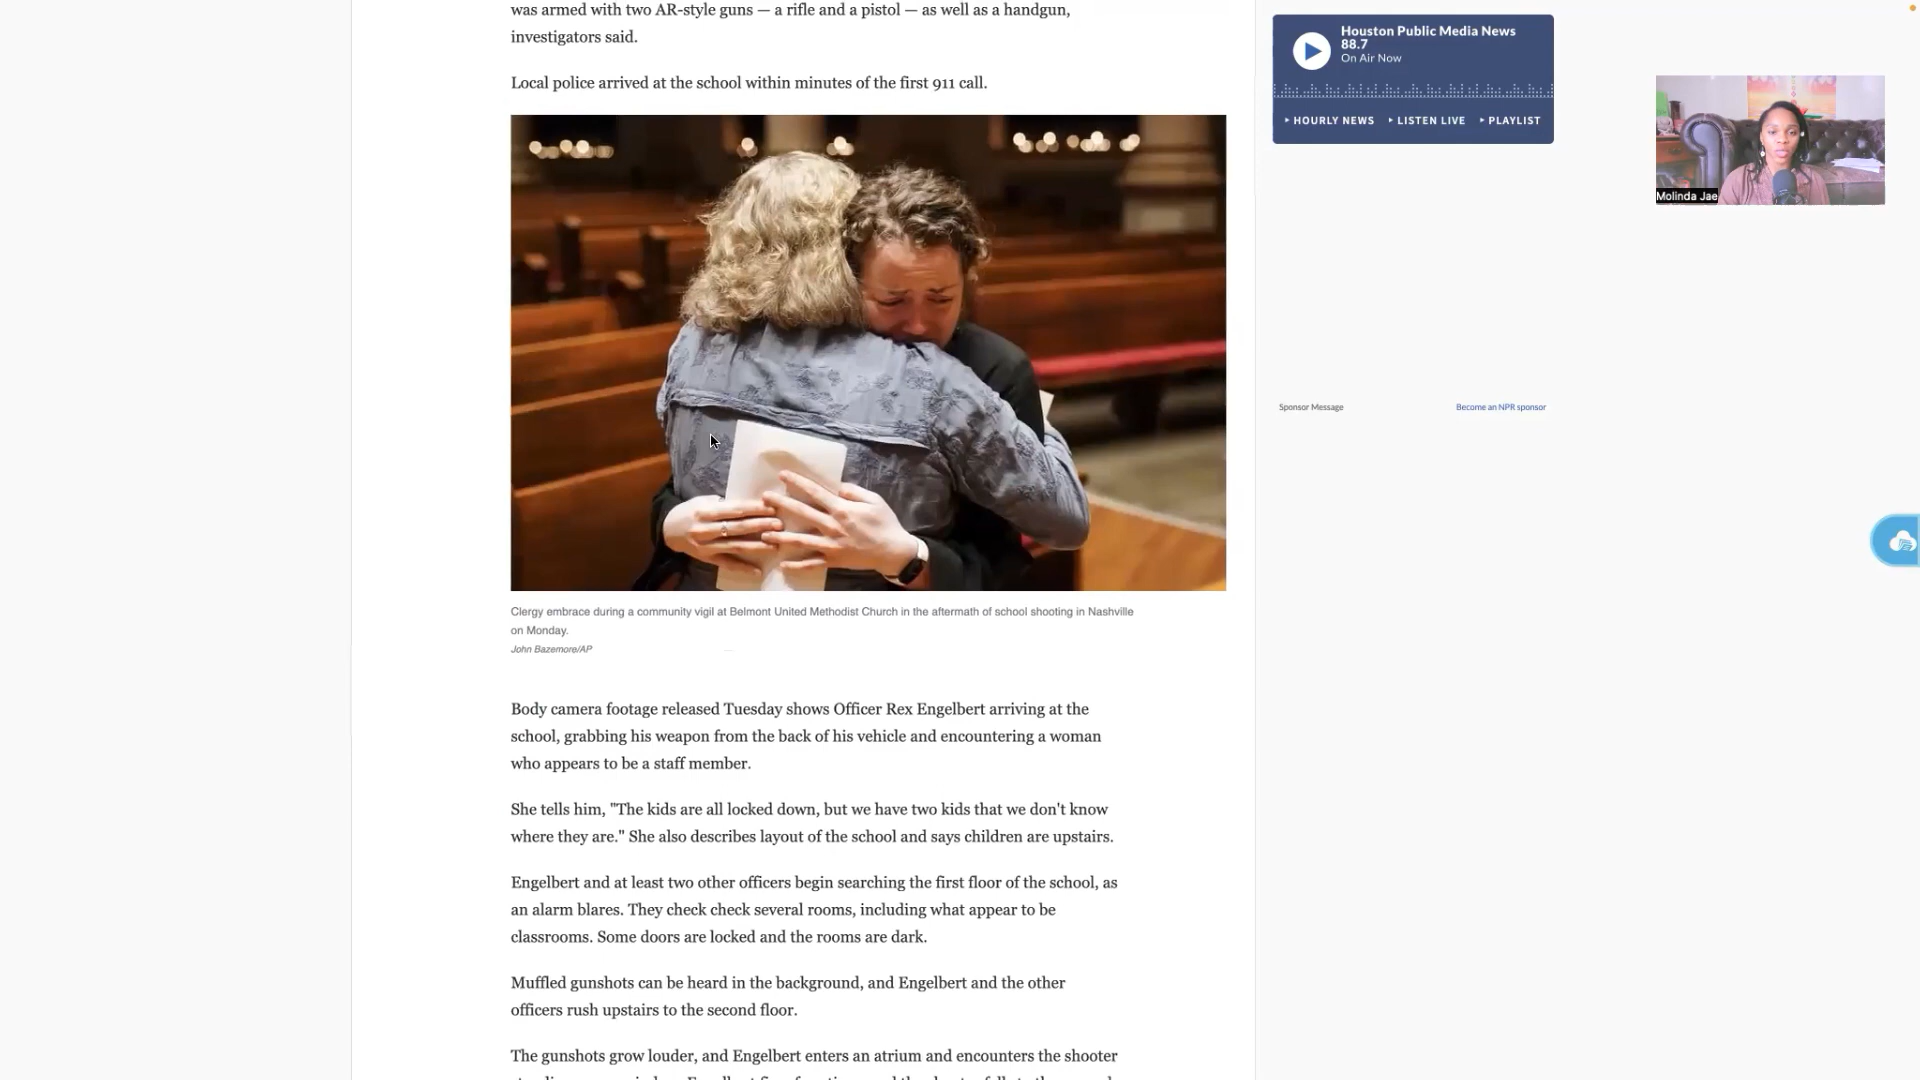 was armed with two AR-style guns — a rifle and a pistol — as well as a handgun,
investigators said.
Local police arrived at the school within minutes of the first 911 call.
Clergy embrace during a community vigil at Belmont United Methodist Church in the aftermath of school shooting in Nashville
on Monday.
John Bazemore/AP
Body camera footage released Tuesday shows Officer Rex Engelbert arriving at the
school, grabbing his weapon from the back of his vehicle and encountering a woman
who appears to be a staff member.
She tells him, "The kids are all locked down, but we have two kids that we don't know
where they are." She also describes layout of the school and says children are upstairs.
Engelbert and at least two other officers begin searching the first floor of the school, as
an alarm blares. They check check several rooms, including what appear to be
classrooms. Some doors are locked and the rooms are dark.
Muffled gunshots can be heard in the background, and Engelbert and the other
officers rush upstairs to the second floor.
The gunshots grow louder, and Engelbert enters an atrium and encounters the shooter
Houston Public Media News
88.7
On Air Now
HOURLY NEWS LISTEN LIVE PLAYLIST
Sponsor Message Become an NPR sponsor
Molinda Jae